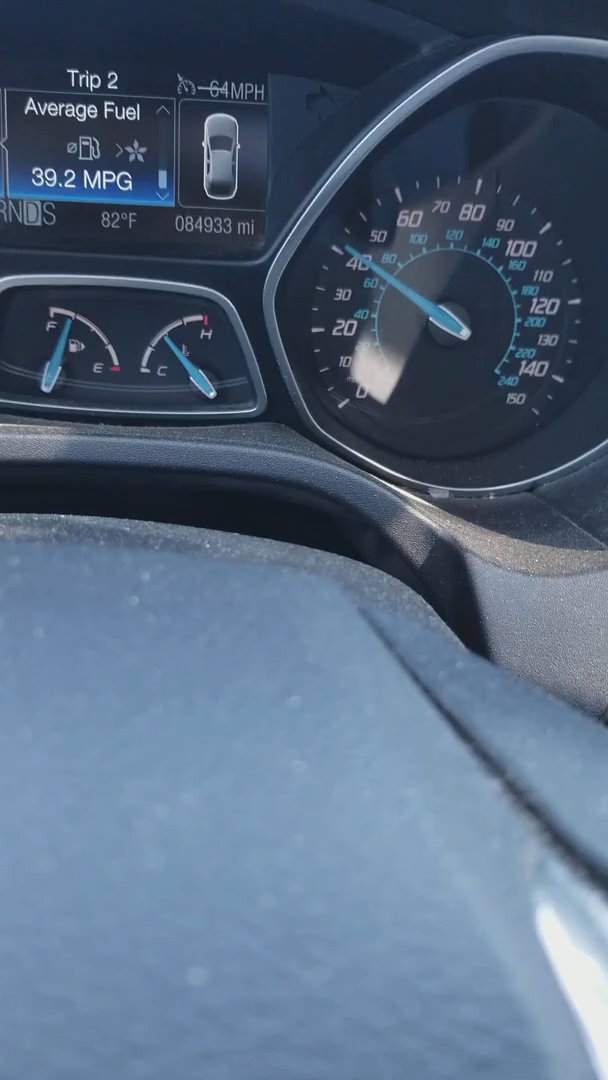 Trip 2
64MPH
Average Fuel
39.2 MPG
RNDS
82°F
084933 mi
F
E
C
H
0
10
20
30
40
50
60
70
80
90
100
110
120
130
140
150
40
60
80
100
120
140
160
180
200
220
240